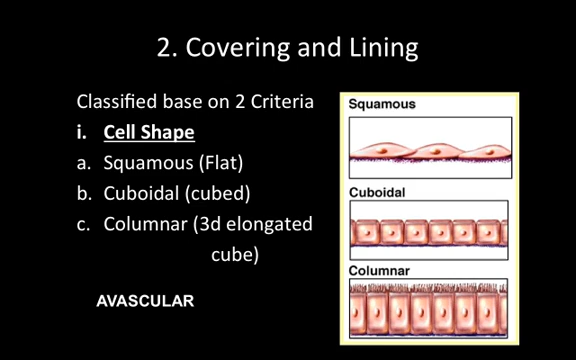 2. Covering and Lining
Classified base on 2 Criteria
i. Cell Shape
a. Squamous (Flat)
b. Cuboidal (cubed)
c. Columnar (3d elongated
cube)
AVASCULAR
Squamous
Cuboidal
Columnar